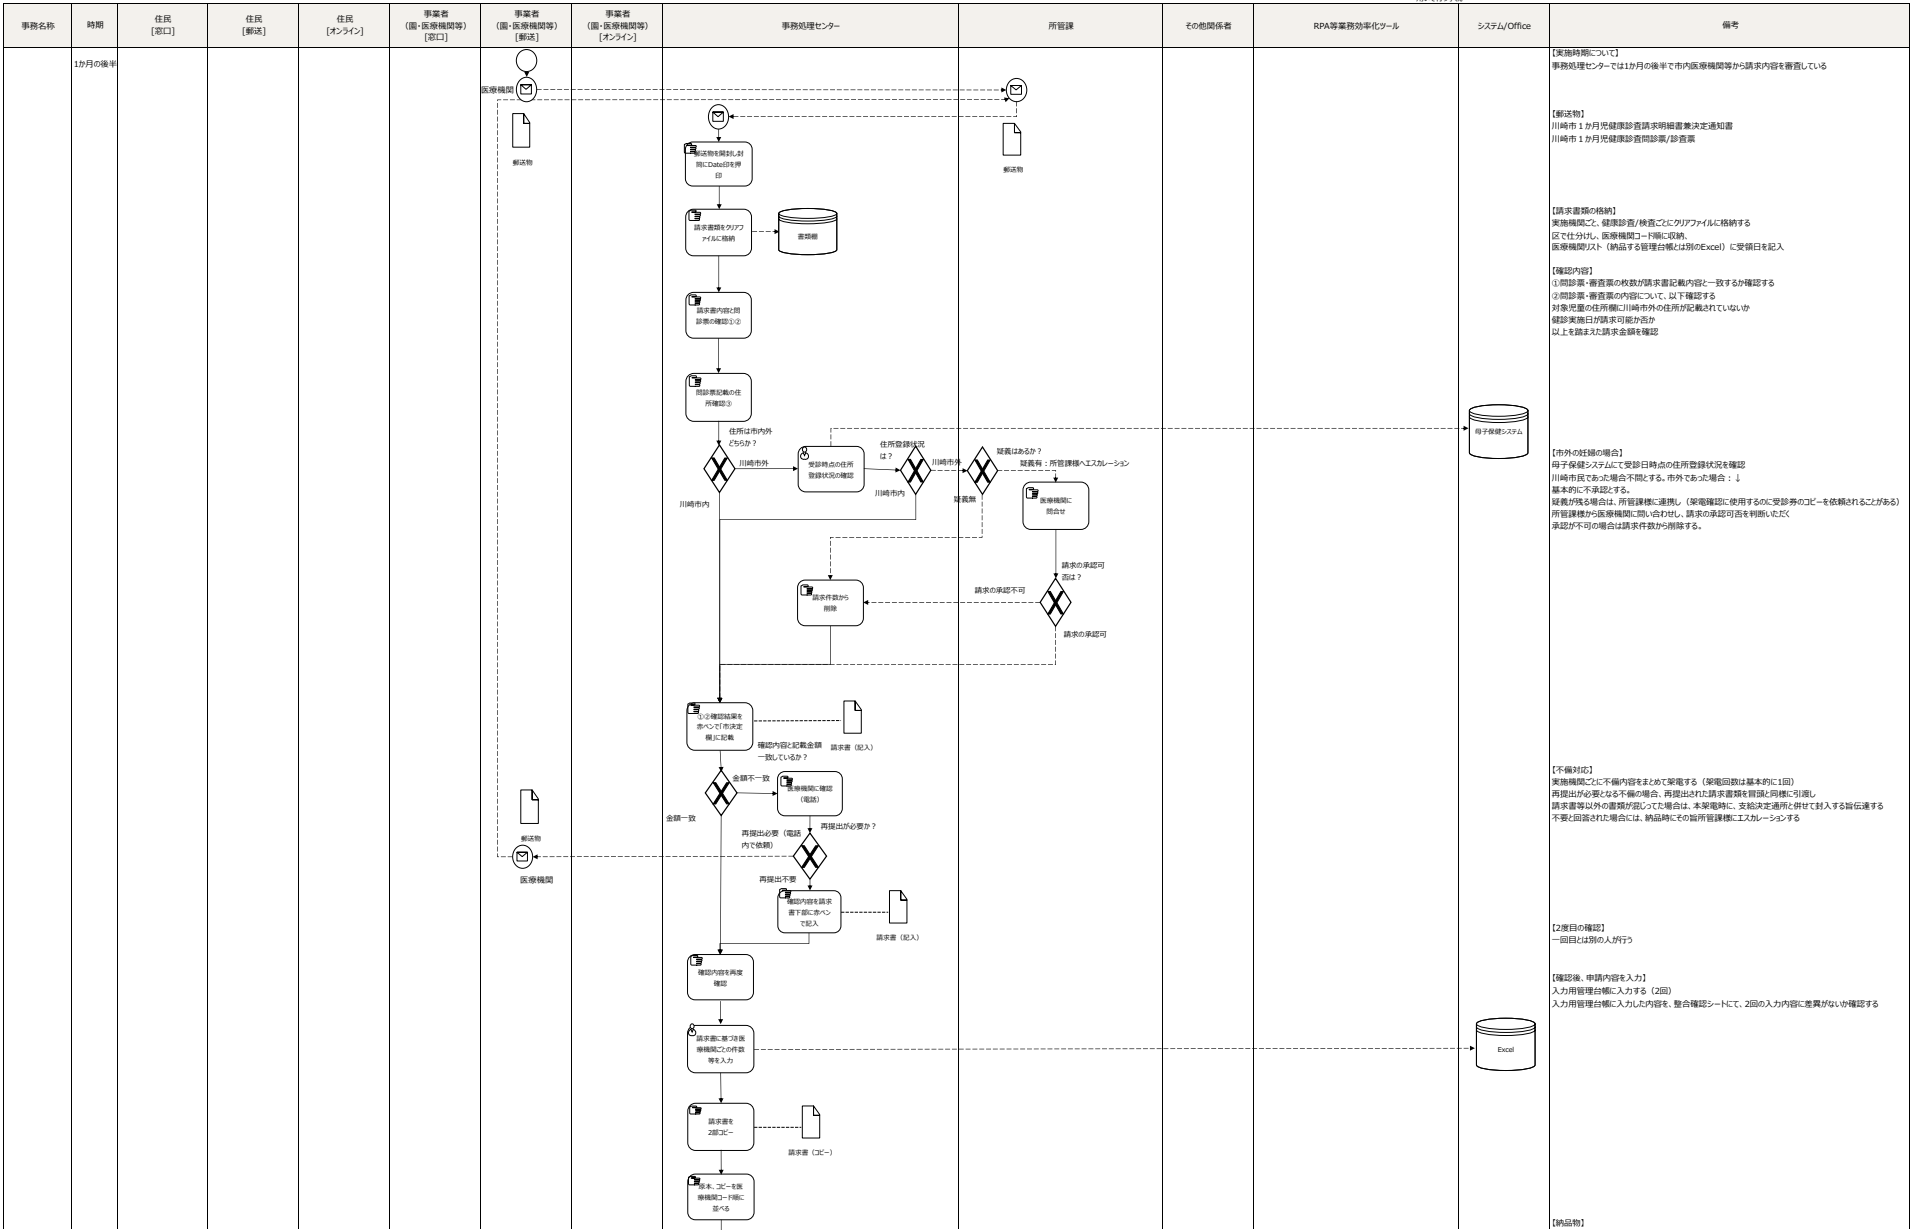 事務名称
時期
住民
[窓口]
住民
[郵送]
住民
[オンライン]
事業者
(園・医療機関等)
[窓口]
事業者
(園・医療機関等)
[郵送]
事業者
(園・医療機関等)
[オンライン]
事務処理センター
所管課
その他関係者
RPA等業務効率化ツール
システム/Office
備考
1か月の後半
医療機関
郵送物
郵送物
郵送物を開封し封
筒にDate印を押
印
請求書類をクリアフ
ァイルに格納
書類棚
請求書内容と問
診票の確認①②
問診票記載の住
所確認③
住所は市内外
どちらか？
川崎市外
川崎市内
受診時点の住所
登録状況の確認
住所登録状況
は？
川崎市外
川崎市内
疑義はあるか？
疑義有：所管課様へエスカレーション
疑義無
医療機関に
問合せ
母子保健システム
請求の承認可
否は？
請求の承認不可
請求の承認可
請求件数から
削除
①②確認結果を
赤ペンで「市決定
欄」に記載
請求書（記入）
確認内容と記載金額
一致しているか？
金額不一致
金額一致
医療機関に確認
（電話）
再提出が必要か？
再提出必要（電話
内で依頼）
再提出不要
郵送物
医療機関
確認内容を請求
書下部に赤ペン
で記入
請求書（記入）
確認内容を再度
確認
請求書に基づき医
療機関ごとの件数
等を入力
Excel
請求書を
2部コピー
請求書（コピー）
原本、コピーを医
療機関コード順に
並べる
【実施時期について】
事務処理センターでは1か月の後半で市内医療機関等から請求内容を審査している
【郵送物】
川崎市１か月児健康診査請求明細書兼決定通知書
川崎市１か月児健康診査問診票/診査票
【請求書類の格納】
実施機関ごと、健康診査/検査ごとにクリアファイルに格納する
区で仕分けし、医療機関コード順に収納、
医療機関リスト（納品する管理台帳とは別のExcel）に受領日を記入
【確認内容】
①問診票・審査票の枚数が請求書記載内容と一致するか確認する
②問診票・審査票の内容について、以下確認する
対象児童の住所欄に川崎市外の住所が記載されていないか
健診実施日が請求可能か否か
以上を踏まえた請求金額を確認
【市外の妊婦の場合】
母子保健システムにて受診日時点の住所登録状況を確認
川崎市民であった場合不問とする。市外であった場合：↓
基本的に不承認とする。
疑義が残る場合は、所管課様に連携し（架電確認に使用するのに受診券のコピーを依頼されることがある）
所管課様から医療機関に問い合わせし、請求の承認可否を判断いただく
承認が不可の場合は請求件数から削除する。
【不備対応】
実施機関ごとに不備内容をまとめて架電する（架電回数は基本的に1回）
再提出が必要となる不備の場合、再提出された請求書類を冒頭と同様に引渡し
請求書等以外の書類が混じってた場合は、本架電時に、支給決定通所と併せて封入する旨伝達する
不要と回答された場合には、納品時にその旨所管課様にエスカレーションする
【2度目の確認】
一回目とは別の人が行う
【確認後、申請内容を入力】
入力用管理台帳に入力する（2回）
入力用管理台帳に入力した内容を、整合確認シートにて、2回の入力内容に差異がないか確認する
【納品物】